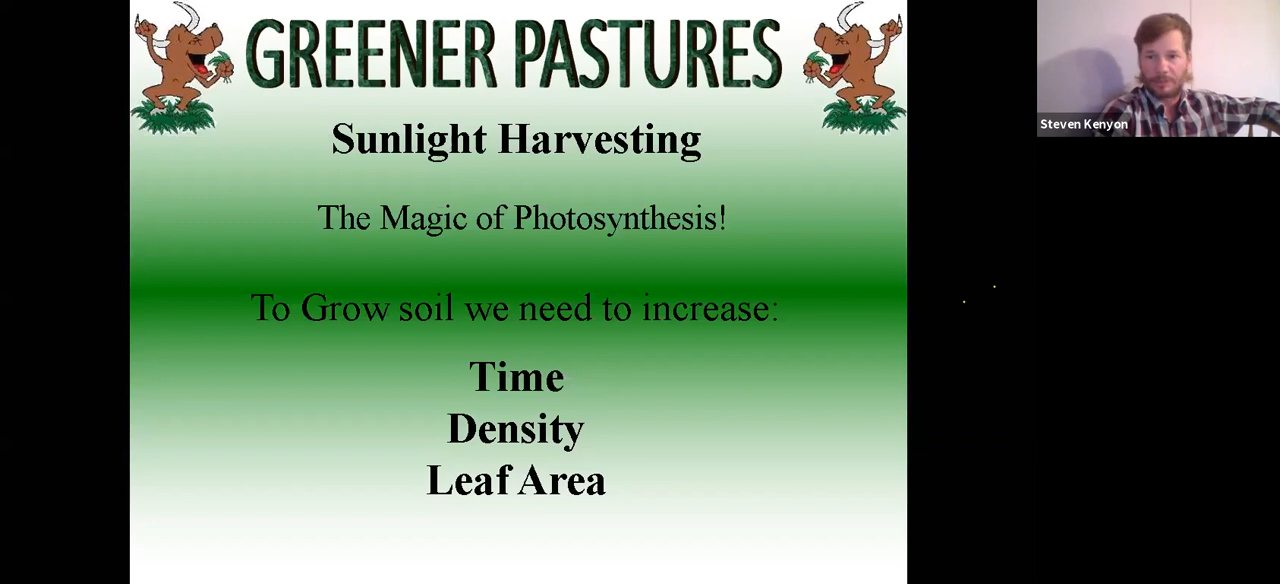 GREENER PASTURES
Sunlight Harvesting
The Magic of Photosynthesis!
To Grow soil we need to increase:
Time
Density
Leaf Area
Steven Kenyon